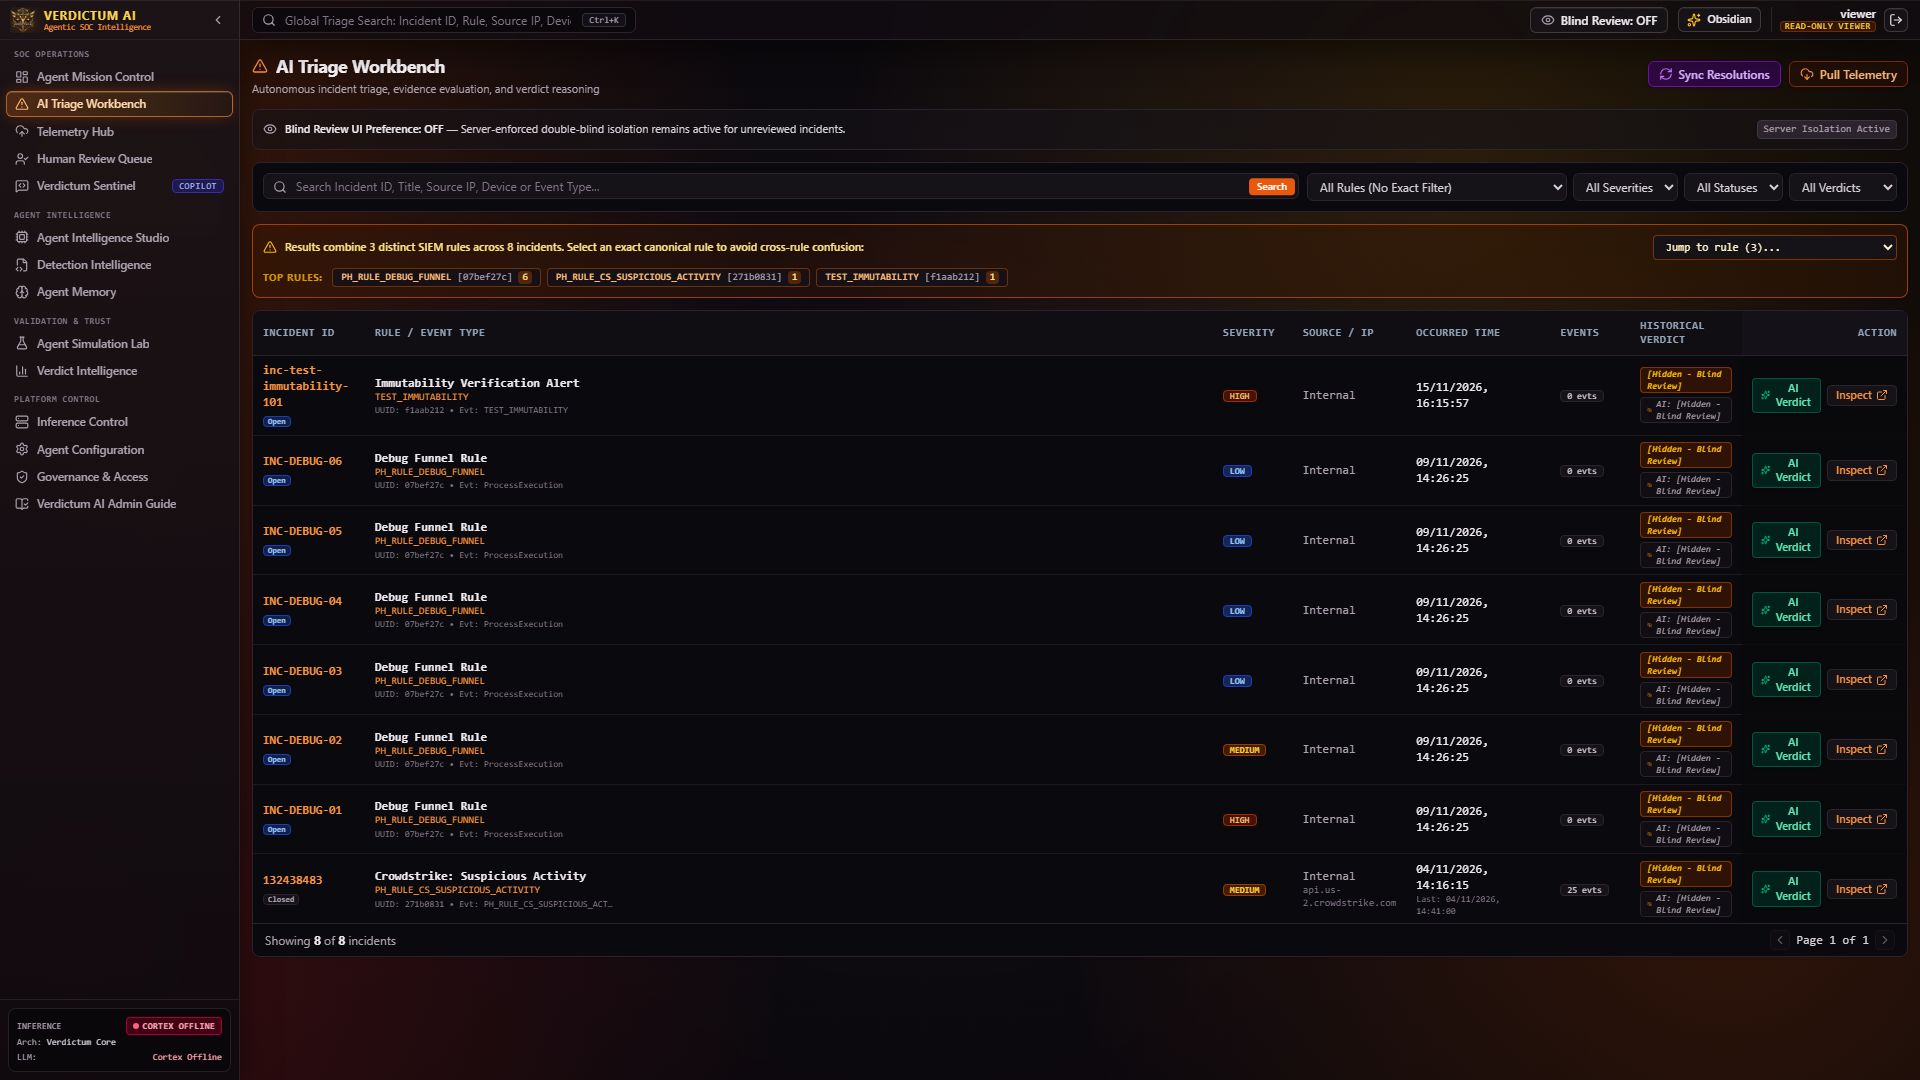 VERDICTUM AI
Agentic SOC Intelligence
Global Triage Search: Incident ID, Rule, Source IP, Devi
Ctrl+K
Blind Review: OFF
Obsidian
viewer
READ-ONLY VIEWER
SOC OPERATIONS
Agent Mission Control
AI Triage Workbench
Telemetry Hub
Human Review Queue
Verdictum Sentinel
COPILOT
AGENT INTELLIGENCE
Agent Intelligence Studio
Detection Intelligence
Agent Memory
VALIDATION & TRUST
Agent Simulation Lab
Verdict Intelligence
PLATFORM CONTROL
Inference Control
Agent Configuration
Governance & Access
Verdictum AI Admin Guide
INFERENCE
CORTEX OFFLINE
Arch: Verdictum Core
LLM: Cortex Offline
AI Triage Workbench
Autonomous incident triage, evidence evaluation, and verdict reasoning
Sync Resolutions
Pull Telemetry
Blind Review UI Preference: OFF — Server-enforced double-blind isolation remains active for unreviewed incidents.
Server Isolation Active
Search Incident ID, Title, Source IP, Device or Event Type...
Search
All Rules (No Exact Filter)
All Severities
All Statuses
All Verdicts
Results combine 3 distinct SIEM rules across 8 incidents. Select an exact canonical rule to avoid cross-rule confusion:
Jump to rule (3)...
TOP RULES:
PH_RULE_DEBUG_FUNNEL [07bef27c] 6
PH_RULE_CS_SUSPICIOUS_ACTIVITY [271b0831] 1
TEST_IMMUTABILITY [f1aab212] 1
INCIDENT ID
RULE / EVENT TYPE
SEVERITY
SOURCE / IP
OCCURRED TIME
EVENTS
HISTORICAL
VERDICT
ACTION
inc-test-
immutability-
101
Open
Immutability Verification Alert
TEST_IMMUTABILITY
UUID: f1aab212 • Evt: TEST_IMMUTABILITY
HIGH
Internal
15/11/2026,
16:15:57
0 evts
[Hidden - Blind
Review]
AI: [Hidden -
Blind Review]
AI
Verdict
Inspect
INC-DEBUG-06
Open
Debug Funnel Rule
PH_RULE_DEBUG_FUNNEL
UUID: 07bef27c • Evt: ProcessExecution
LOW
Internal
09/11/2026,
14:26:25
0 evts
[Hidden - Blind
Review]
AI: [Hidden -
Blind Review]
AI
Verdict
Inspect
INC-DEBUG-05
Open
Debug Funnel Rule
PH_RULE_DEBUG_FUNNEL
UUID: 07bef27c • Evt: ProcessExecution
LOW
Internal
09/11/2026,
14:26:25
0 evts
[Hidden - Blind
Review]
AI: [Hidden -
Blind Review]
AI
Verdict
Inspect
INC-DEBUG-04
Open
Debug Funnel Rule
PH_RULE_DEBUG_FUNNEL
UUID: 07bef27c • Evt: ProcessExecution
LOW
Internal
09/11/2026,
14:26:25
0 evts
[Hidden - Blind
Review]
AI: [Hidden -
Blind Review]
AI
Verdict
Inspect
INC-DEBUG-03
Open
Debug Funnel Rule
PH_RULE_DEBUG_FUNNEL
UUID: 07bef27c • Evt: ProcessExecution
LOW
Internal
09/11/2026,
14:26:25
0 evts
[Hidden - Blind
Review]
AI: [Hidden -
Blind Review]
AI
Verdict
Inspect
INC-DEBUG-02
Open
Debug Funnel Rule
PH_RULE_DEBUG_FUNNEL
UUID: 07bef27c • Evt: ProcessExecution
MEDIUM
Internal
09/11/2026,
14:26:25
0 evts
[Hidden - Blind
Review]
AI: [Hidden -
Blind Review]
AI
Verdict
Inspect
INC-DEBUG-01
Open
Debug Funnel Rule
PH_RULE_DEBUG_FUNNEL
UUID: 07bef27c • Evt: ProcessExecution
HIGH
Internal
09/11/2026,
14:26:25
0 evts
[Hidden - Blind
Review]
AI: [Hidden -
Blind Review]
AI
Verdict
Inspect
132438483
Closed
Crowdstrike: Suspicious Activity
PH_RULE_CS_SUSPICIOUS_ACTIVITY
UUID: 271b0831 • Evt: PH_RULE_CS_SUSPICIOUS_ACT…
MEDIUM
Internal
api.us-
2.crowdstrike.com
04/11/2026,
14:16:15
Last: 04/11/2026,
14:41:00
25 evts
[Hidden - Blind
Review]
AI: [Hidden -
Blind Review]
AI
Verdict
Inspect
Showing 8 of 8 incidents
Page 1 of 1